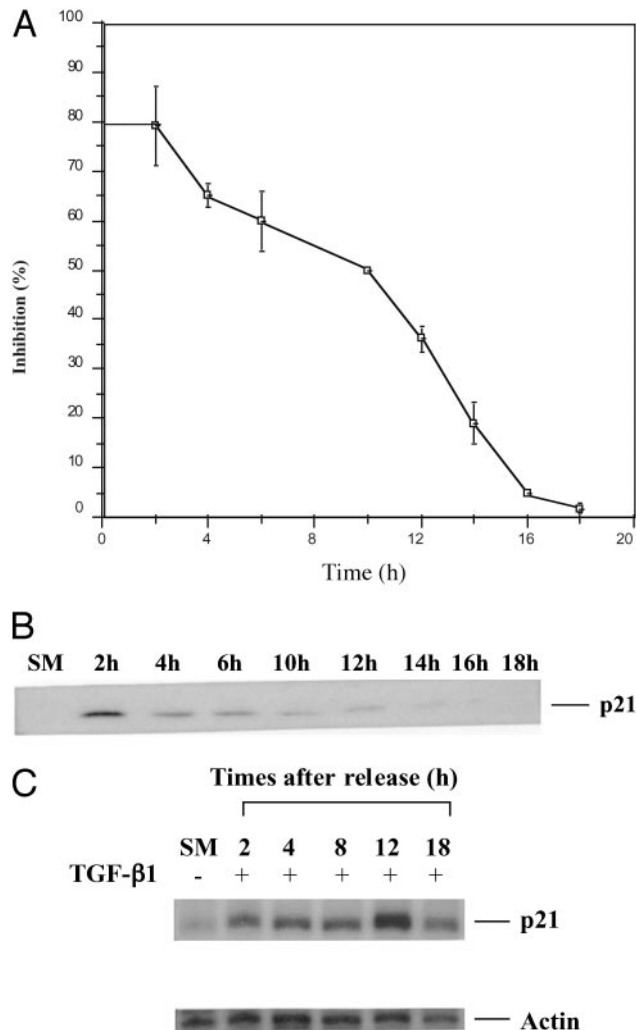 A
100
90
80
70
60
50
40
30
20
10
0
Inhibition (%)
0 4 8 12 16 20
Time (h)
B
SM 2h 4h 6h 10h 12h 14h 16h 18h
p21
C
Times after release (h)
SM 2 4 8 12 18
TGF-β1 - + + + + +
p21
Actin